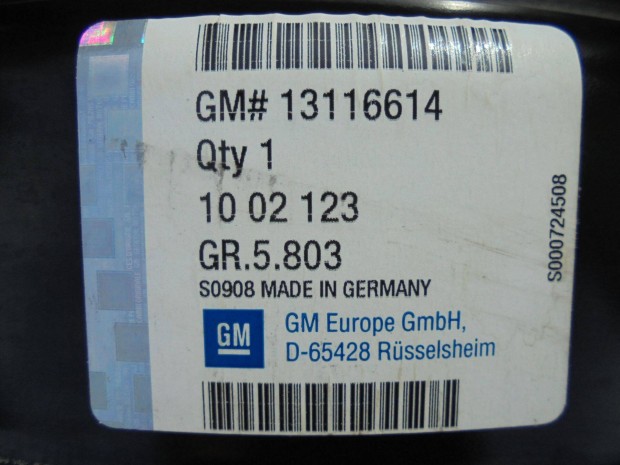 GM# 13116614
Qty 1
10 02 123
GR.5.803
S0908 MADE IN GERMANY
GM
GM Europe GmbH,
D-65428 Rüsselsheim
S000724508